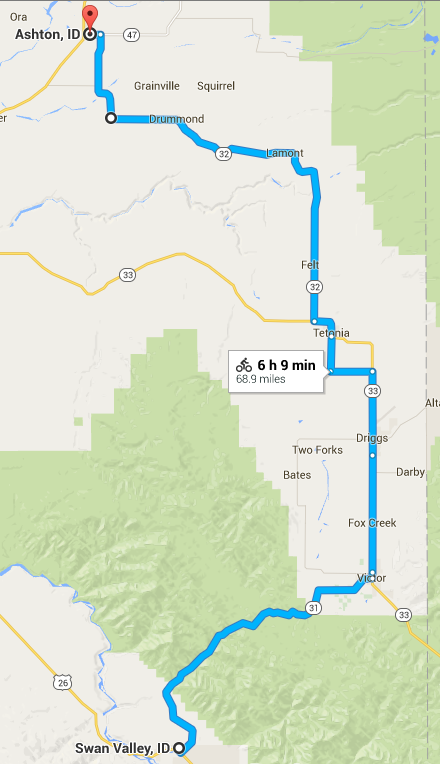 Ora
Ashton, ID
47
Grainville
Squirrel
er
Drummond
32
Lamont
Felt
33
32
Tetonia
6 h 9 min
68.9 miles
33
Alta
Driggs
Two Forks
Bates
Darby
Fox Creek
Victor
31
33
26
Swan Valley, ID